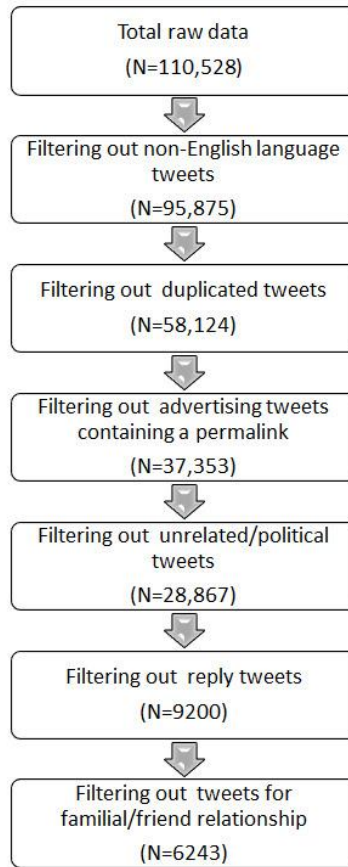 Total raw data
(N=110,528)
Filtering out non-English language
tweets
(N=95,875)
Filtering out duplicated tweets
(N=58,124)
Filtering out advertising tweets
containing a permalink
(N=37,353)
Filtering out unrelated/political
tweets
(N=28,867)
Filtering out reply tweets
(N=9200)
Filtering out tweets for
familial/friend relationship
(N=6243)